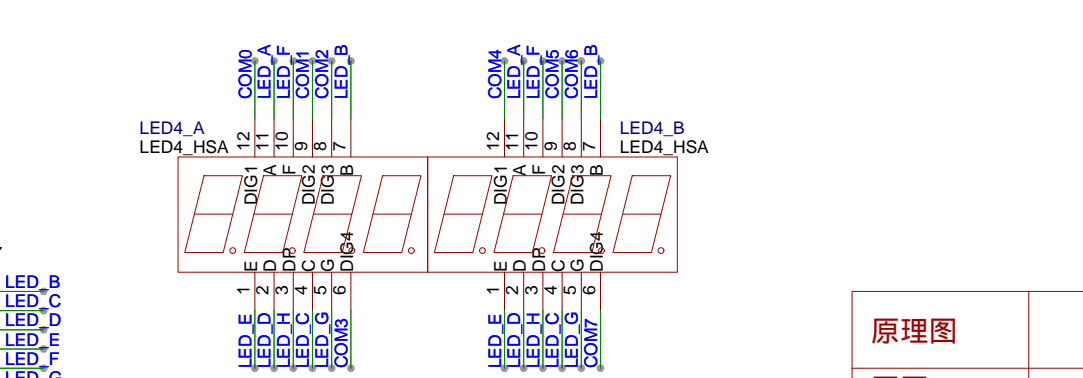 COM0 LED_A LED_F COM1 COM2 LED_B
COM4 LED_A LED_F COM5 COM6 LED_B
LED4_A
LED4_HSA
12 11 10 9 8 7
12 11 10 9 8 7
LED4_B
LED4_HSA
DIG1 A F DIG2 DIG3 B
DIG1 A F DIG2 DIG3 B
E D DP C G DIG4
E D DP C G DIG4
1 2 3 4 5 6
1 2 3 4 5 6
LED_E LED_D LED_H LED_C LED_G COM3
LED_E LED_D LED_H LED_C LED_G COM7
LED_B
LED_C
LED_D
LED_E
LED_F
LED_G
原理图